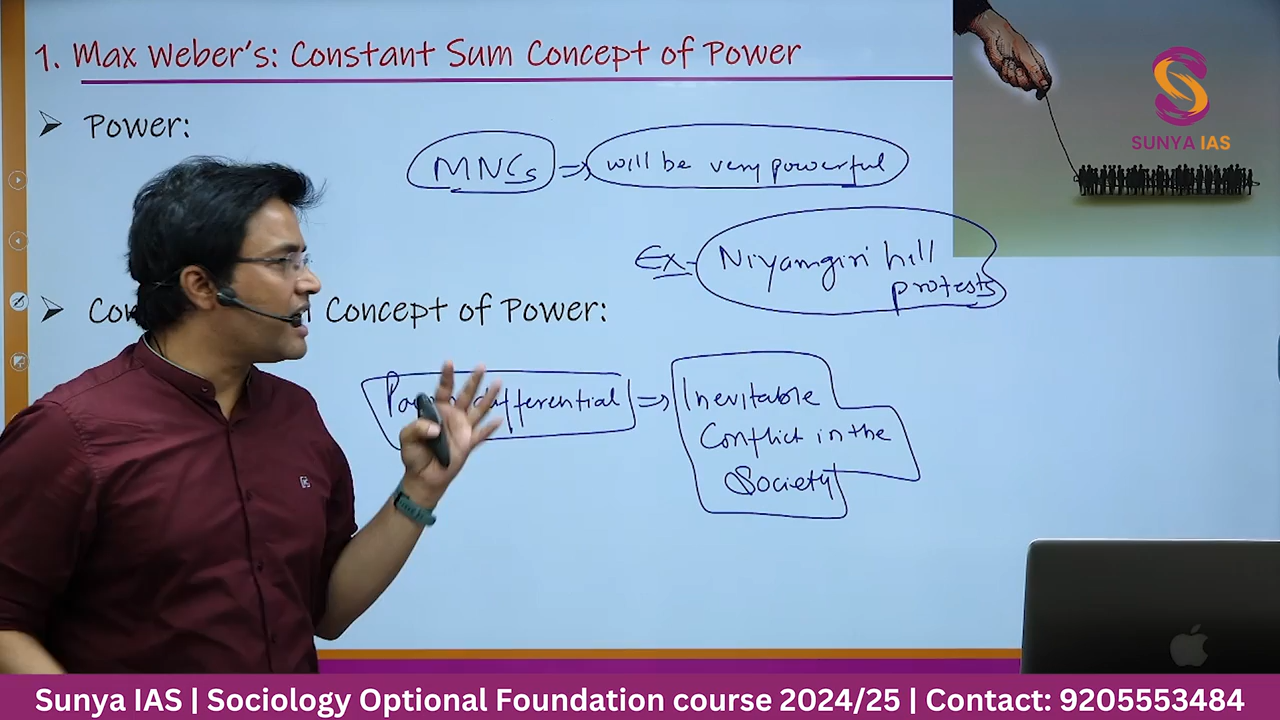 1. Max Weber's: Constant Sum Concept of Power
SUNYA IAS
➢ Power:
MNCs ⇒ will be very powerful
Ex- Niyamgiri hill
protests
➢ Concept of Power:
differential ⇒ Inevitable
Conflict in the
Society
Sunya IAS | Sociology Optional Foundation course 2024/25 | Contact: 9205553484